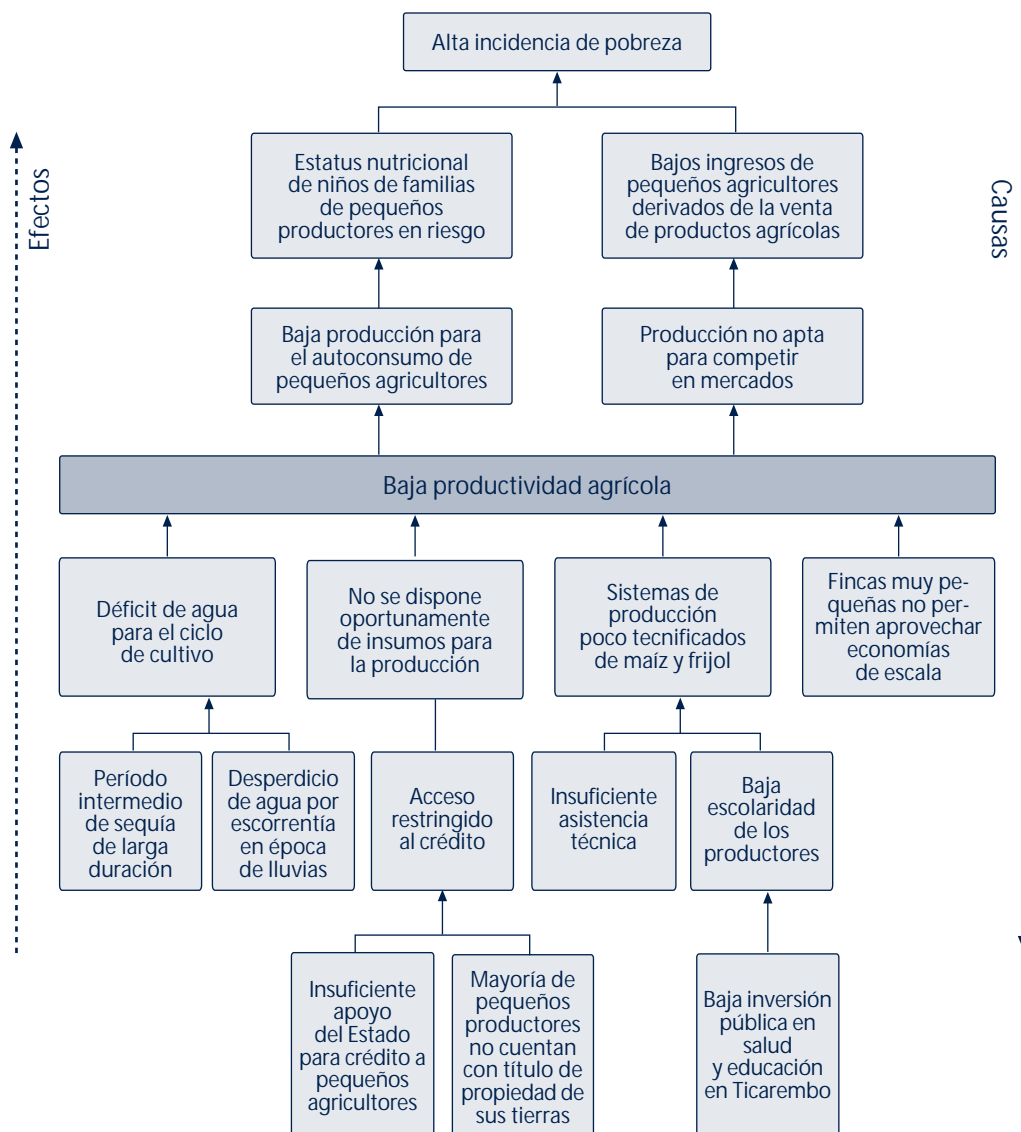 Alta incidencia de pobreza
Efectos
Estatus nutricional
de niños de familias
de pequeños
productores en riesgo
Bajos ingresos de
pequeños agricultores
derivados de la venta
de productos agrícolas
Causas
Baja producción para
el autoconsumo de
pequeños agricultores
Producción no apta
para competir
en mercados
Baja productividad agrícola
Déficit de agua
para el ciclo
de cultivo
No se dispone
oportunamente
de insumos para
la producción
Sistemas de
producción
poco tecnificados
de maíz y frijol
Fincas muy pe-
queñas no per-
miten aprovechar
economías
de escala
Período
intermedio
de sequía
de larga
duración
Desperdicio
de agua por
escorrentía
en época
de lluvias
Acceso
restringido
al crédito
Insuficiente
asistencia
técnica
Baja
escolaridad
de los
productores
Insuficiente
apoyo
del Estado
para crédito a
pequeños
agricultores
Mayoría de
pequeños
productores
no cuentan
con título de
propiedad de
sus tierras
Baja inversión
pública en
salud
y educación
en Ticarembo